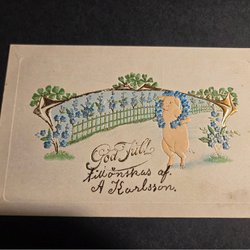 God Jul!
tillönskas af.
A Karlsson.